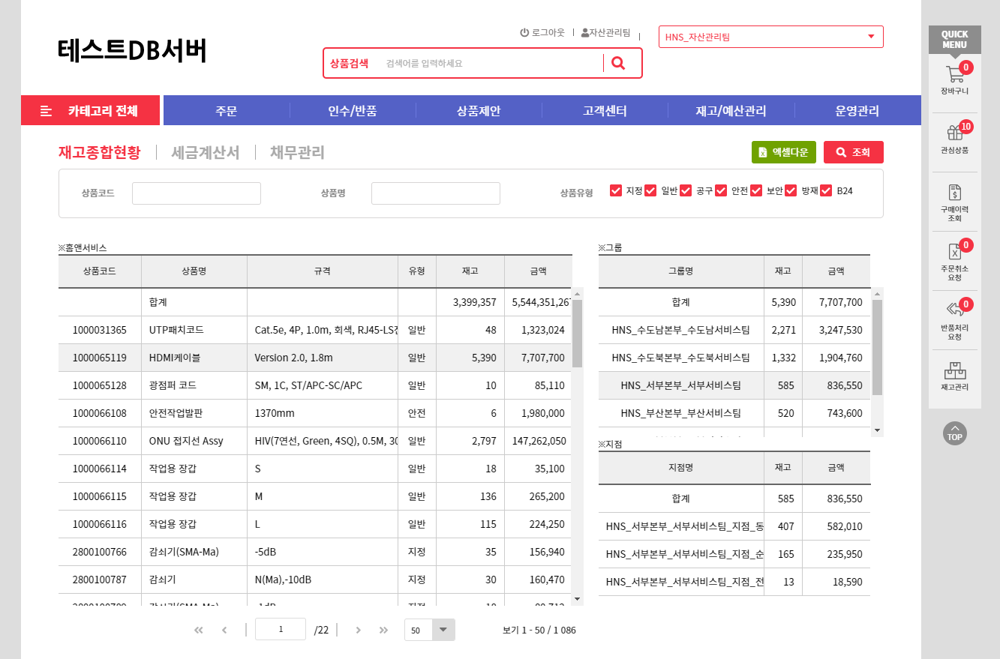 테스트DB서버
로그아웃 | 자산관리팀 |
HNS_자산관리팀
상품검색 검색어를 입력하세요
카테고리 전체 주문 인수/반품 상품제안 고객센터 재고/예산관리 운영관리
재고종합현황 세금계산서 채무관리 엑셀다운 조회
상품코드 상품명 상품유형 지정 일반 공구 안전 보안 방재 B24
※홈앤서비스
상품코드 상품명 규격 유형 재고 금액
합계 3,399,357 5,544,351,267
1000031365 UTP패치코드 Cat.5e, 4P, 1.0m, 회색, RJ45-LS전 일반 48 1,323,024
1000065119 HDMI케이블 Version 2.0, 1.8m 일반 5,390 7,707,700
1000065128 광점퍼 코드 SM, 1C, ST/APC-SC/APC 일반 10 85,110
1000066108 안전작업발판 1370mm 안전 6 1,980,000
1000066110 ONU 접지선 Assy HIV(7연선, Green, 4SQ), 0.5M, 30 일반 2,797 147,262,050
1000066114 작업용 장갑 S 일반 18 35,100
1000066115 작업용 장갑 M 일반 136 265,200
1000066116 작업용 장갑 L 일반 115 224,250
2800100766 감쇠기(SMA-Ma) -5dB 지정 35 156,940
2800100787 감쇠기 N(Ma),-10dB 지정 30 160,470
1 /22 50 보기 1 - 50 / 1 086
※그룹
그룹명 재고 금액
합계 5,390 7,707,700
HNS_수도남본부_수도남서비스팀 2,271 3,247,530
HNS_수도북본부_수도북서비스팀 1,332 1,904,760
HNS_서부본부_서부서비스팀 585 836,550
HNS_부산본부_부산서비스팀 520 743,600
※지점
지점명 재고 금액
합계 585 836,550
HNS_서부본부_서부서비스팀_지점_동 407 582,010
HNS_서부본부_서부서비스팀_지점_순 165 235,950
HNS_서부본부_서부서비스팀_지점_전 13 18,590
QUICK
MENU
0
장바구니
10
관심상품
구매이력
조회
0
주문취소
요청
0
반품처리
요청
재고관리
TOP